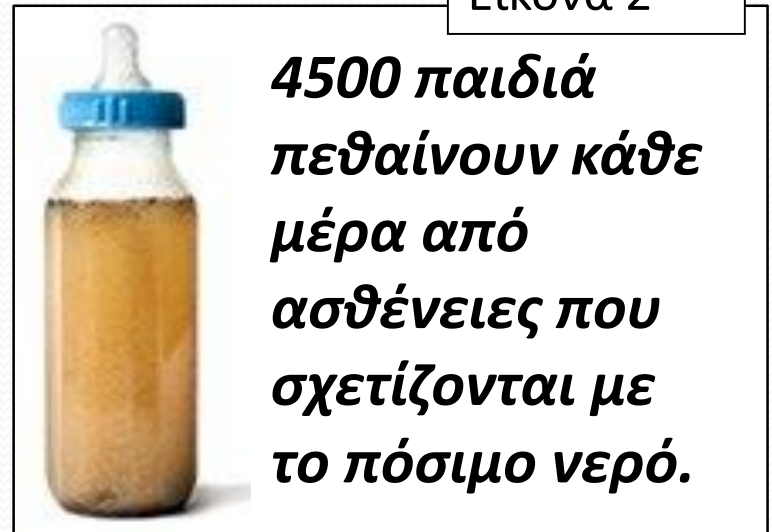 Εικόνα 2
4500 παιδιά
πεθαίνουν κάθε
μέρα από
ασθένειες που
σχετίζονται με
το πόσιμο νερό.